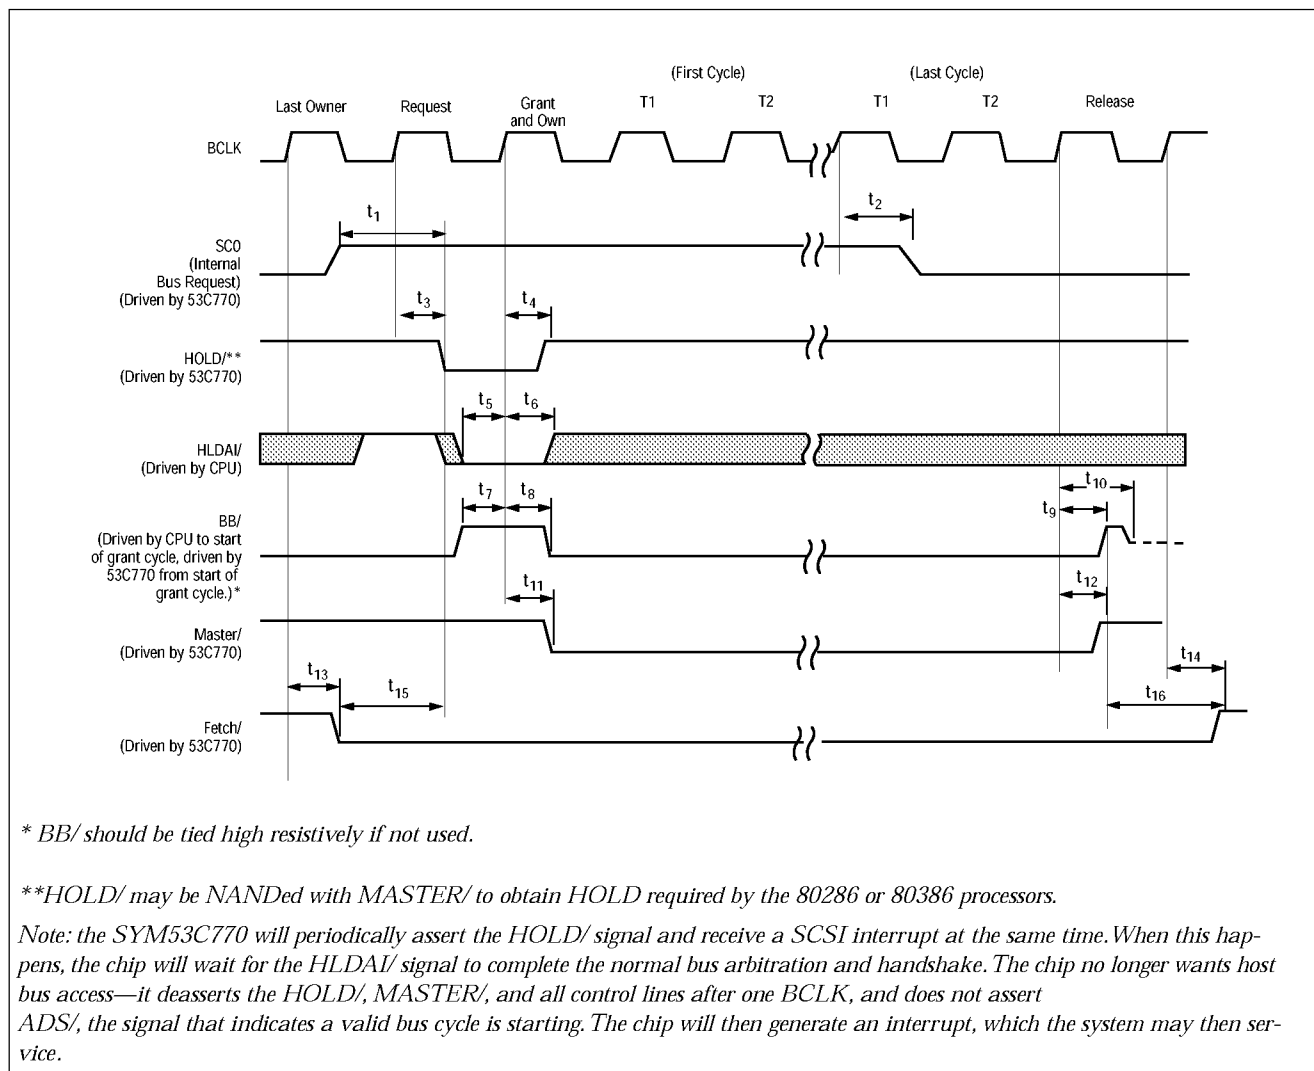 (First Cycle)
(Last Cycle)
Last Owner
Request
Grant
and Own
T1
T2
T1
T2
Release
BCLK
t1
t2
SC0
(Internal
Bus Request)
(Driven by 53C770)
t3
t4
HOLD/**
(Driven by 53C770)
t5
t6
HLDAI/
(Driven by CPU)
t7
t8
t10
t9
BB/
(Driven by CPU to start
of grant cycle, driven by
53C770 from start of
grant cycle.)*
t11
t12
Master/
(Driven by 53C770)
t13
t15
t14
t16
Fetch/
(Driven by 53C770)
* BB/ should be tied high resistively if not used.
**HOLD/ may be NANDed with MASTER/ to obtain HOLD required by the 80286 or 80386 processors.
Note: the SYM53C770 will periodically assert the HOLD/ signal and receive a SCSI interrupt at the same time. When this hap-
pens, the chip will wait for the HLDAI/ signal to complete the normal bus arbitration and handshake. The chip no longer wants host
bus access—it deasserts the HOLD/, MASTER/, and all control lines after one BCLK, and does not assert
ADS/, the signal that indicates a valid bus cycle is starting. The chip will then generate an interrupt, which the system may then ser-
vice.